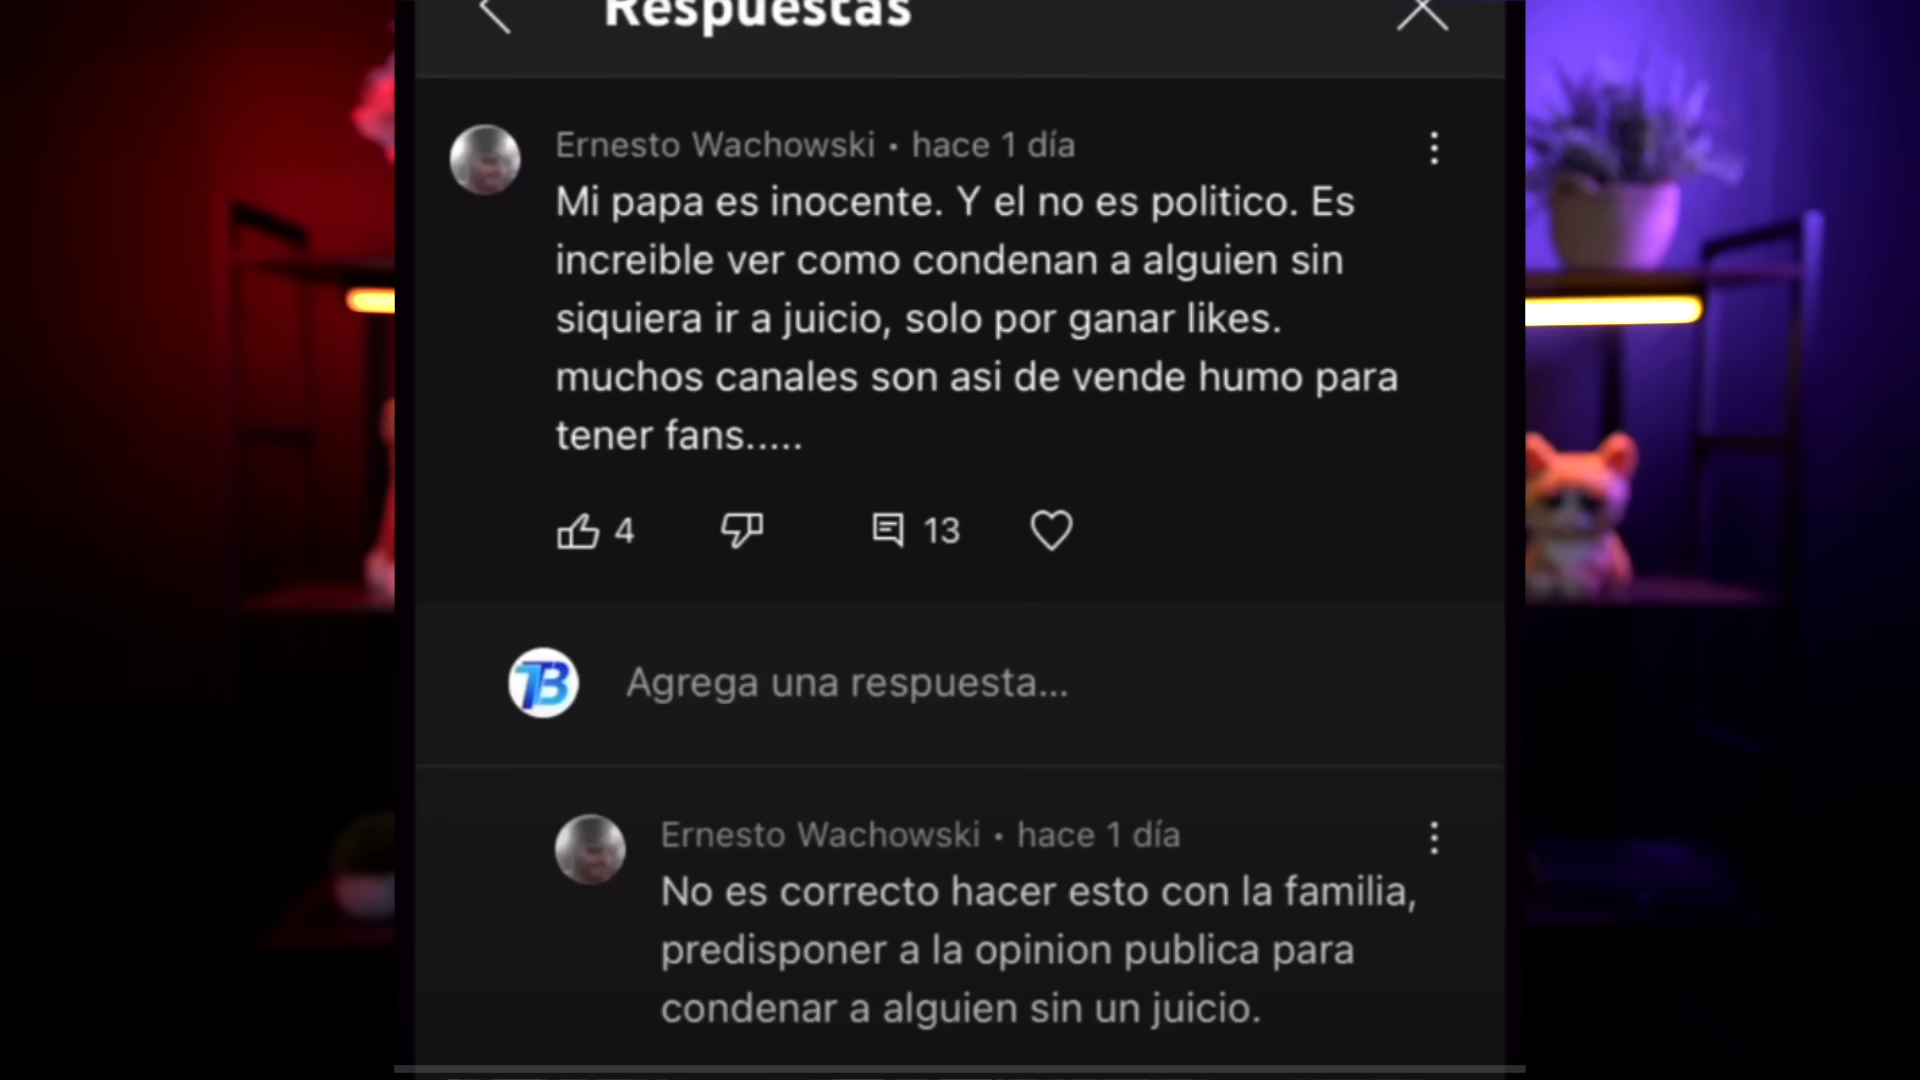 Respuestas
Ernesto Wachowski • hace 1 día
Mi papa es inocente. Y el no es politico. Es
increible ver como condenan a alguien sin
siquiera ir a juicio, solo por ganar likes.
muchos canales son asi de vende humo para
tener fans.....
4
13
TB
Agrega una respuesta...
Ernesto Wachowski • hace 1 día
No es correcto hacer esto con la familia,
predisponer a la opinion publica para
condenar a alguien sin un juicio.